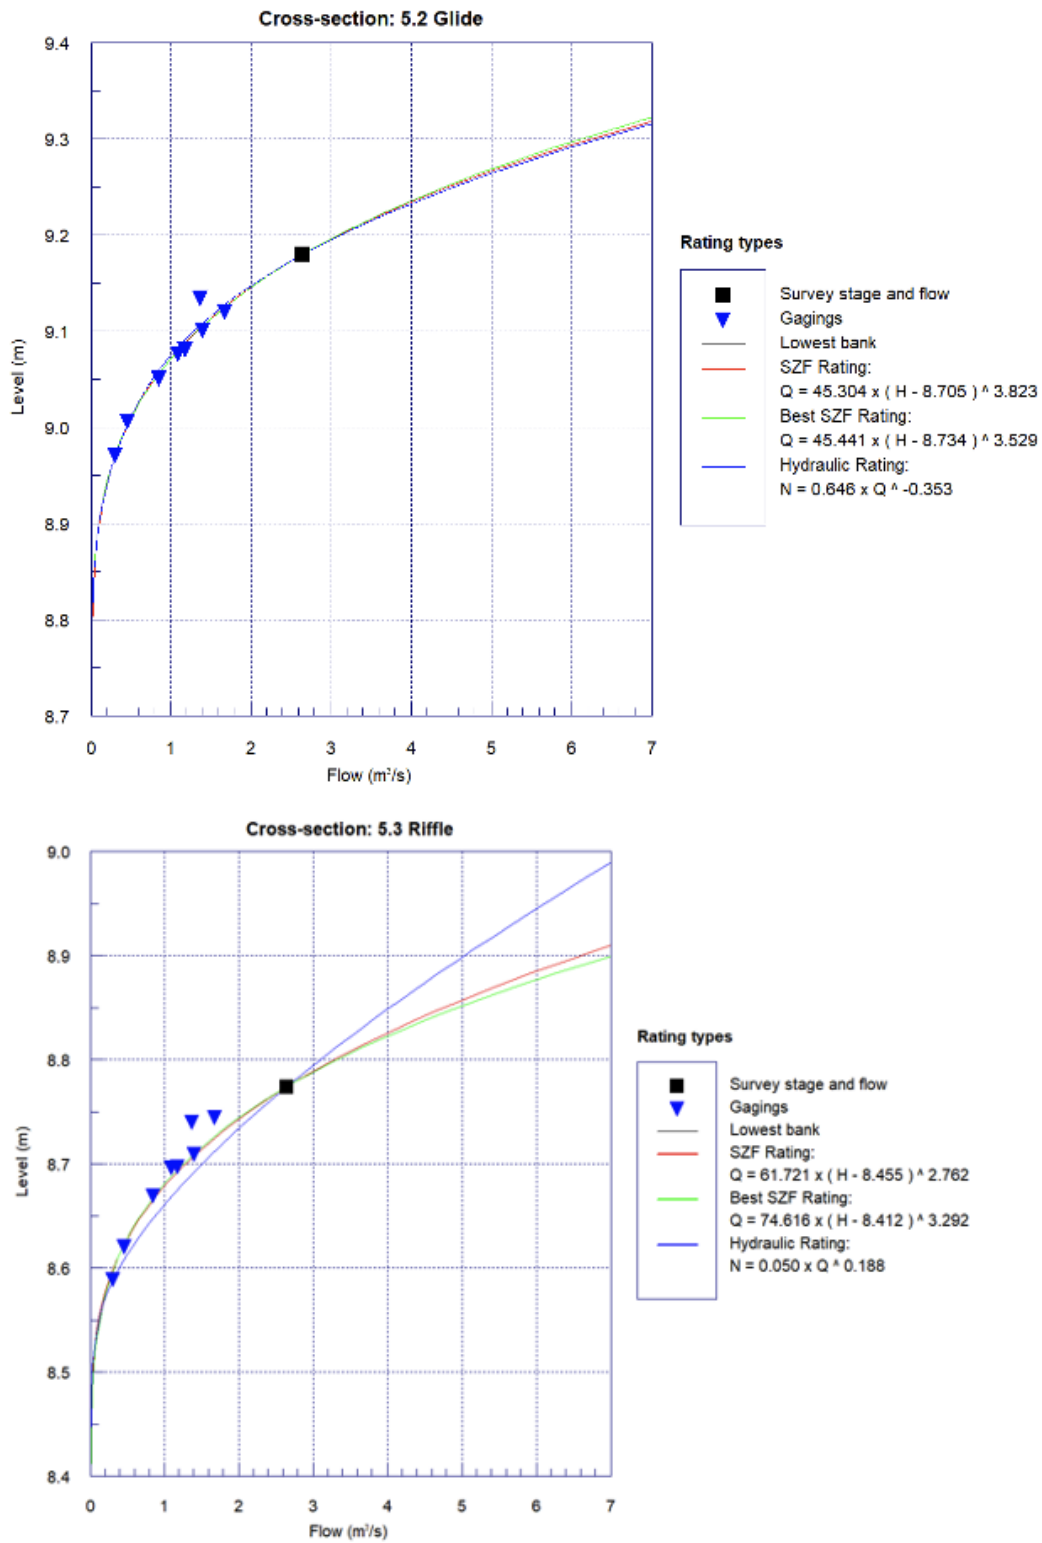 Cross-section: 5.2 Glide
9.4
9.3
9.2
9.1
9.0
8.9
8.8
8.7
Level (m)
0 1 2 3 4 5 6 7
Flow (m³/s)
Rating types
Survey stage and flow
Gagings
Lowest bank
SZF Rating:
Q = 45.304 x ( H - 8.705 ) ^ 3.823
Best SZF Rating:
Q = 45.441 x ( H - 8.734 ) ^ 3.529
Hydraulic Rating:
N = 0.646 x Q ^ -0.353
Cross-section: 5.3 Riffle
9.0
8.9
8.8
8.7
8.6
8.5
8.4
Level (m)
0 1 2 3 4 5 6 7
Flow (m³/s)
Rating types
Survey stage and flow
Gagings
Lowest bank
SZF Rating:
Q = 61.721 x ( H - 8.455 ) ^ 2.762
Best SZF Rating:
Q = 74.616 x ( H - 8.412 ) ^ 3.292
Hydraulic Rating:
N = 0.050 x Q ^ 0.188